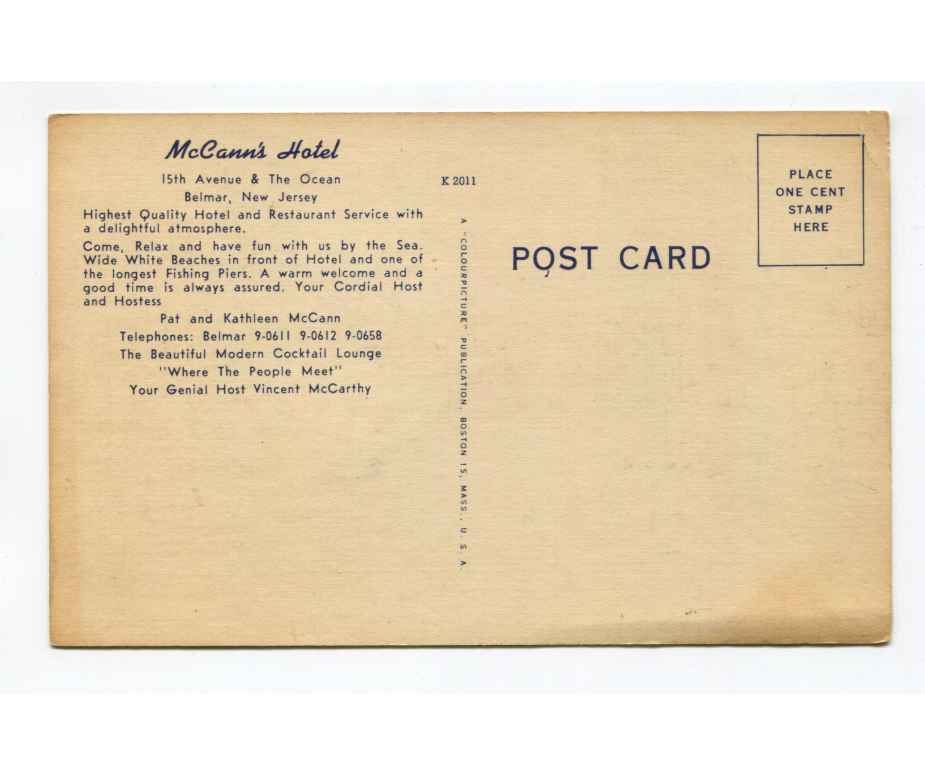 McCann's Hotel
15th Avenue & The Ocean
Belmar, New Jersey
Highest Quality Hotel and Restaurant Service with
a delightful atmosphere.
Come, Relax and have fun with us by the Sea.
Wide White Beaches in front of Hotel and one of
the longest Fishing Piers. A warm welcome and a
good time is always assured. Your Cordial Host
and Hostess
Pat and Kathleen McCann
Telephones: Belmar 9-0611 9-0612 9-0658
The Beautiful Modern Cocktail Lounge
"Where The People Meet"
Your Genial Host Vincent McCarthy
K 2011
A "COLOURPICTURE" PUBLICATION, BOSTON 15, MASS., U. S. A.
POST CARD
PLACE
ONE CENT
STAMP
HERE